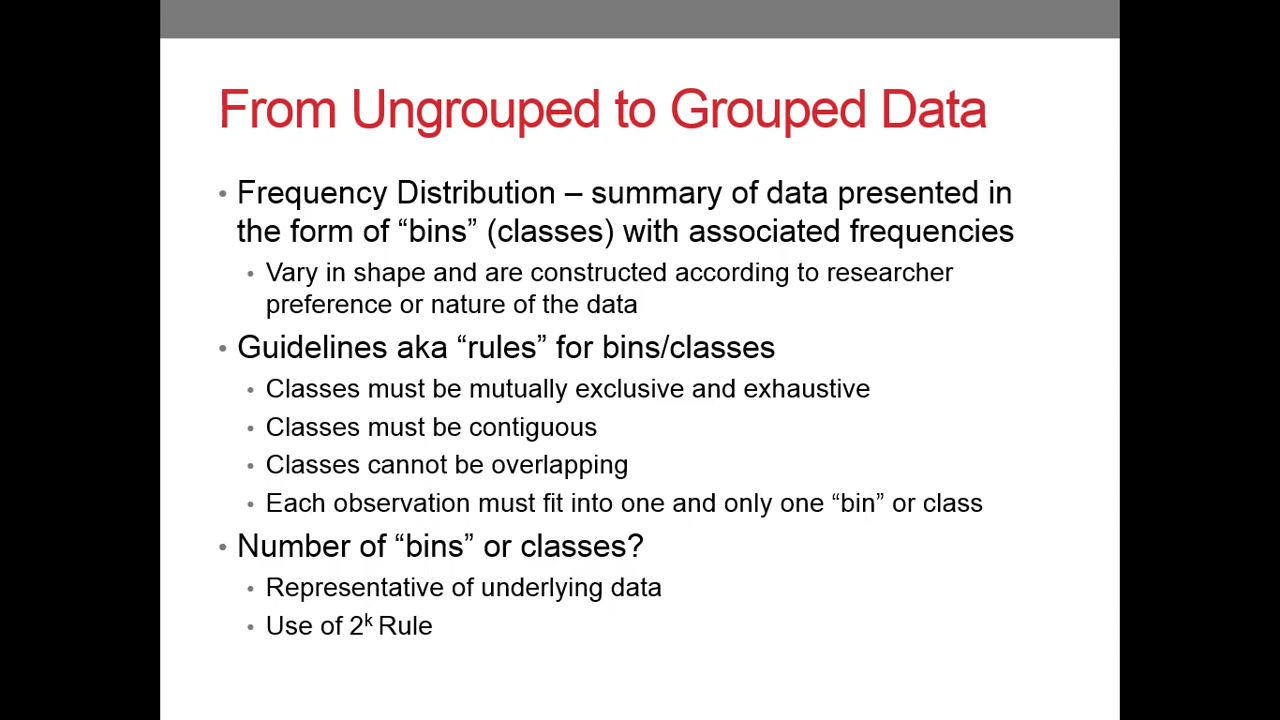 From Ungrouped to Grouped Data
• Frequency Distribution – summary of data presented in
the form of “bins” (classes) with associated frequencies
• Vary in shape and are constructed according to researcher
preference or nature of the data
• Guidelines aka “rules” for bins/classes
• Classes must be mutually exclusive and exhaustive
• Classes must be contiguous
• Classes cannot be overlapping
• Each observation must fit into one and only one “bin” or class
• Number of “bins” or classes?
• Representative of underlying data
• Use of 2ᵏ Rule